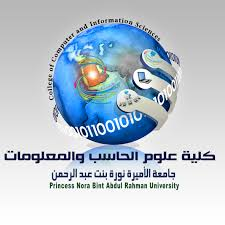 College of Computer and Information Sciences
01011001010
كلية علوم الحاسب والمعلومات
جامعة الأميرة نورة بنت عبد الرحمن
Princess Nora Bint Abdul Rahman University